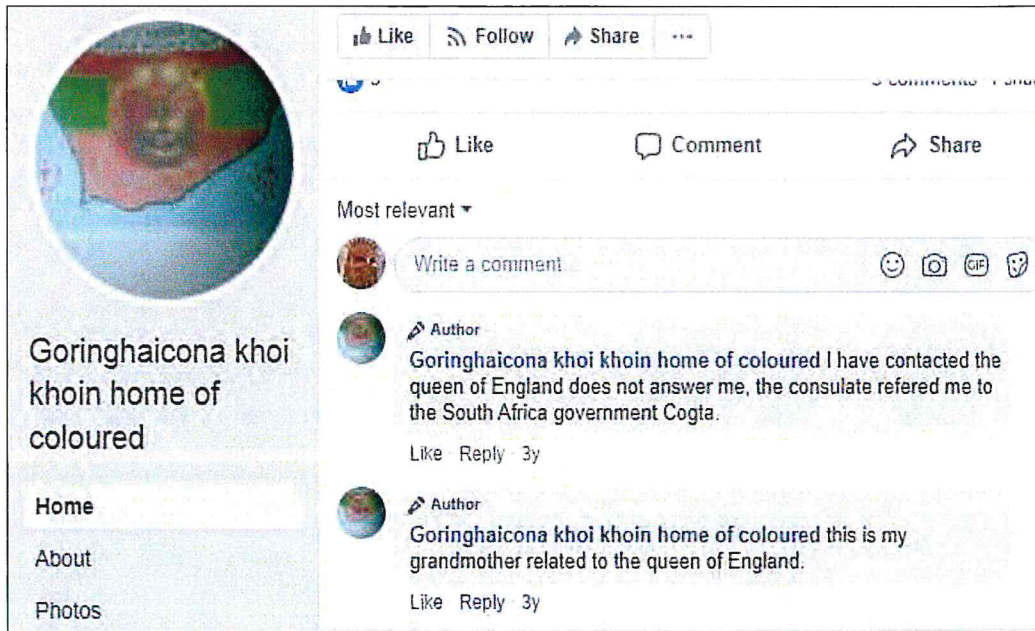 Like Follow Share
Like Comment Share
Most relevant
Write a comment
GIF
Author
Goringhaicona khoi khoin home of coloured I have contacted the
queen of England does not answer me, the consulate refered me to
the South Africa government Cogta.
Like · Reply · 3y
Author
Goringhaicona khoi khoin home of coloured this is my
grandmother related to the queen of England.
Like · Reply · 3y
Goringhaicona khoi
khoin home of
coloured
Home
About
Photos